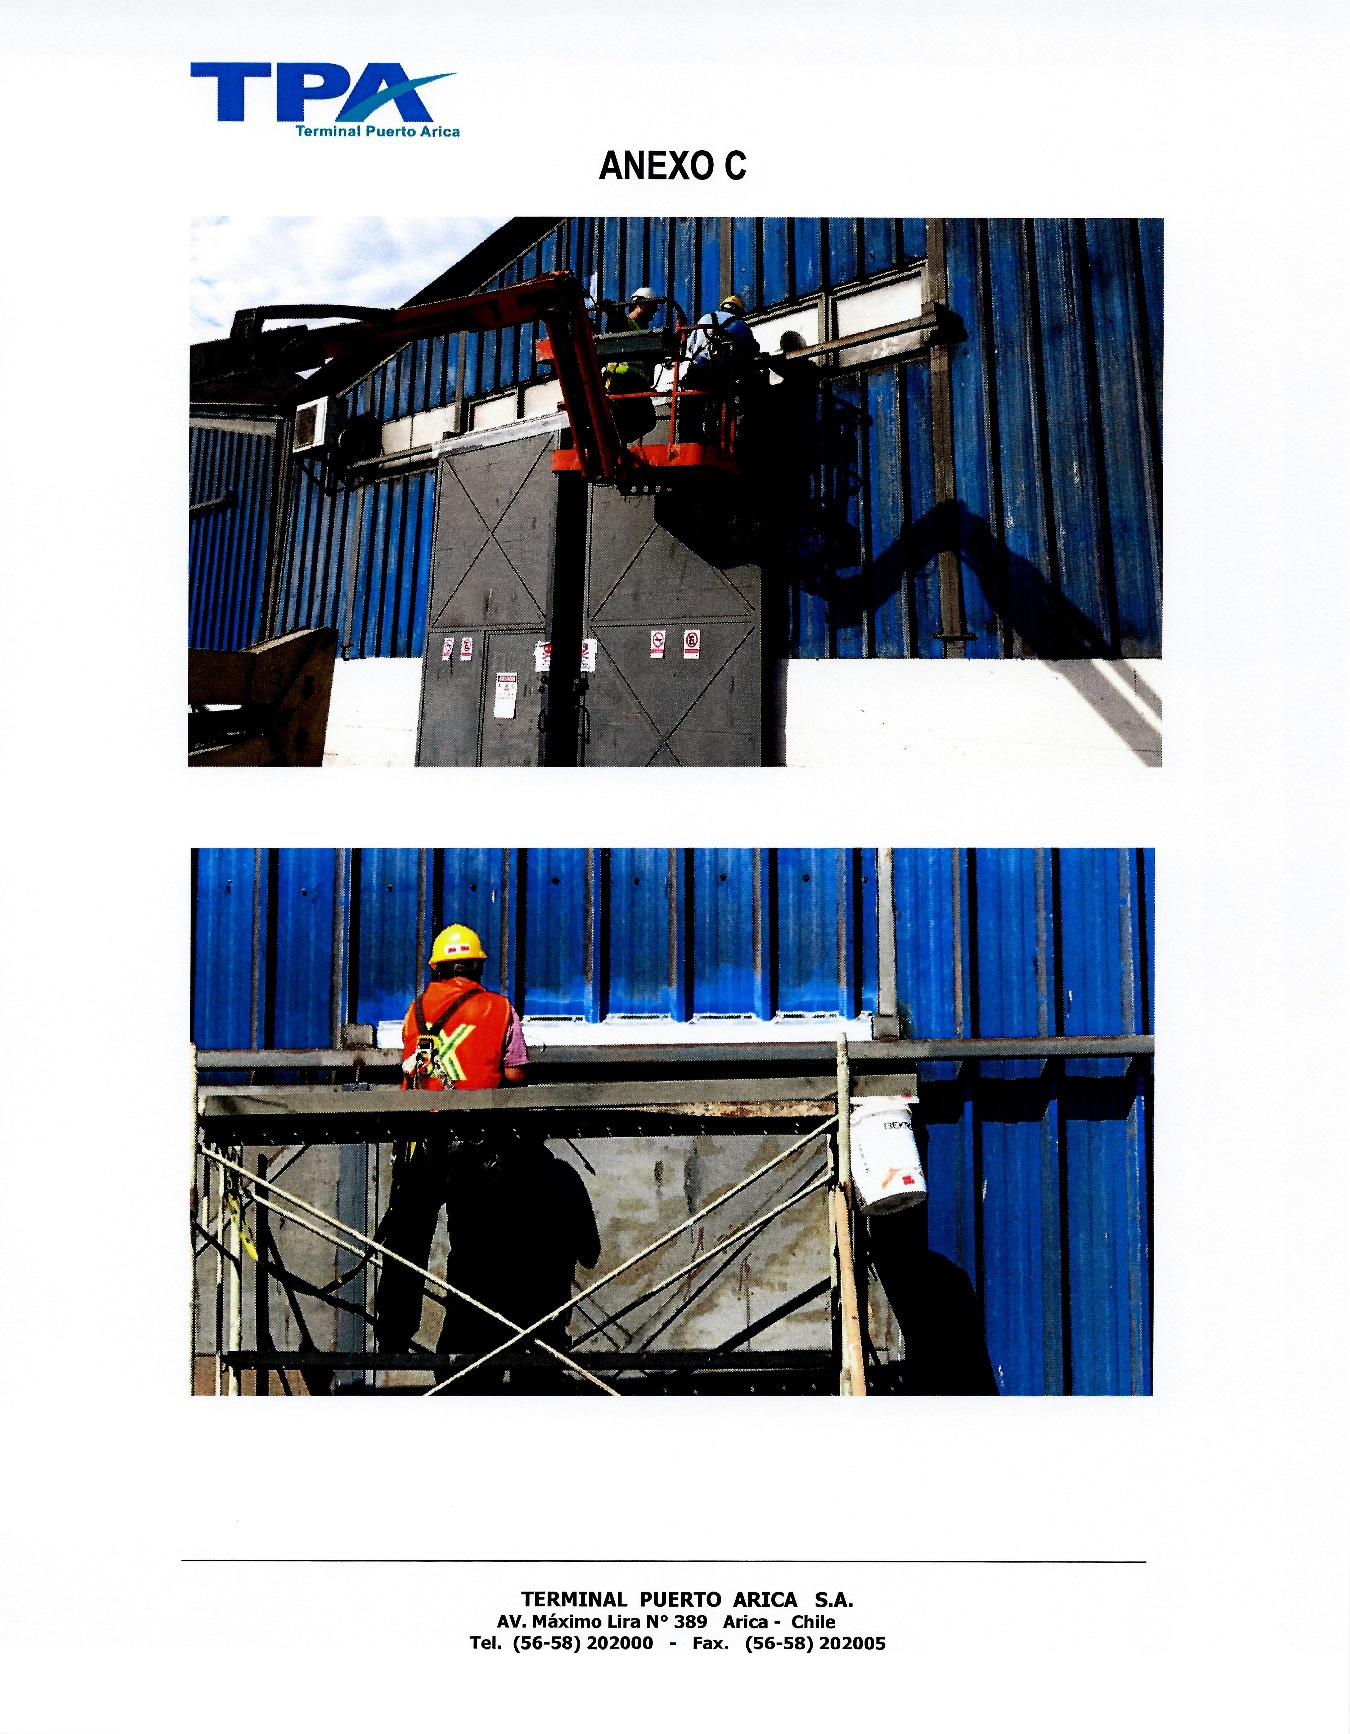 TPA
Terminal Puerto Arica
ANEXO C
TERMINAL PUERTO ARICA S.A.
AV. Máximo Lira N° 389 Arica - Chile
Tel. (56-58) 202000 - Fax. (56-58) 202005